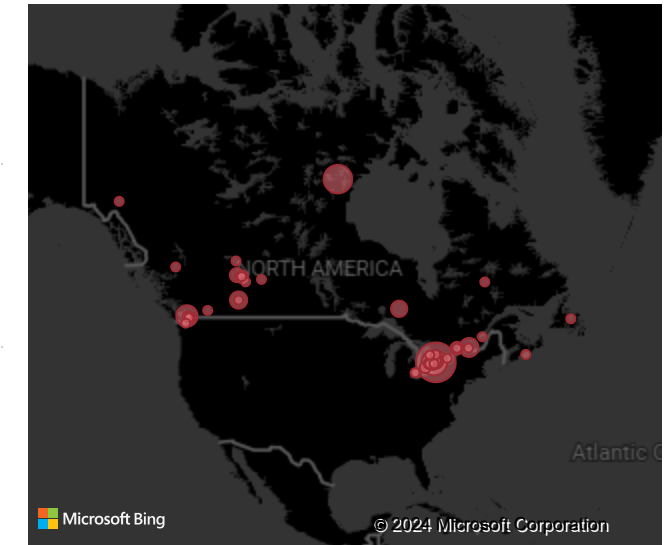 NORTH AMERICA
Atlantic O
Microsoft Bing
© 2024 Microsoft Corporation